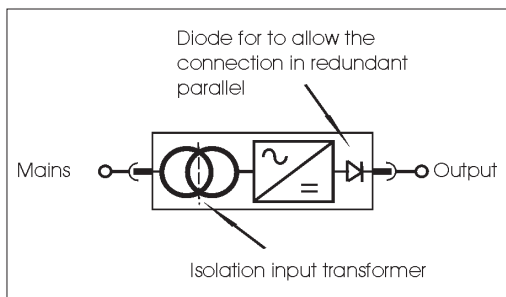 Diode for to allow the
connection in redundant
parallel
Mains
Output
Isolation input transformer